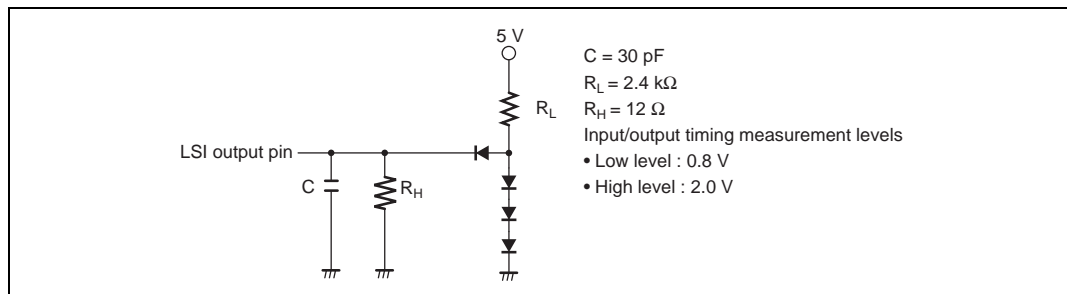 5 V
C = 30 pF
R_L = 2.4 kΩ
R_L
R_H = 12 Ω
Input/output timing measurement levels
LSI output pin
• Low level : 0.8 V
C
R_H
• High level : 2.0 V